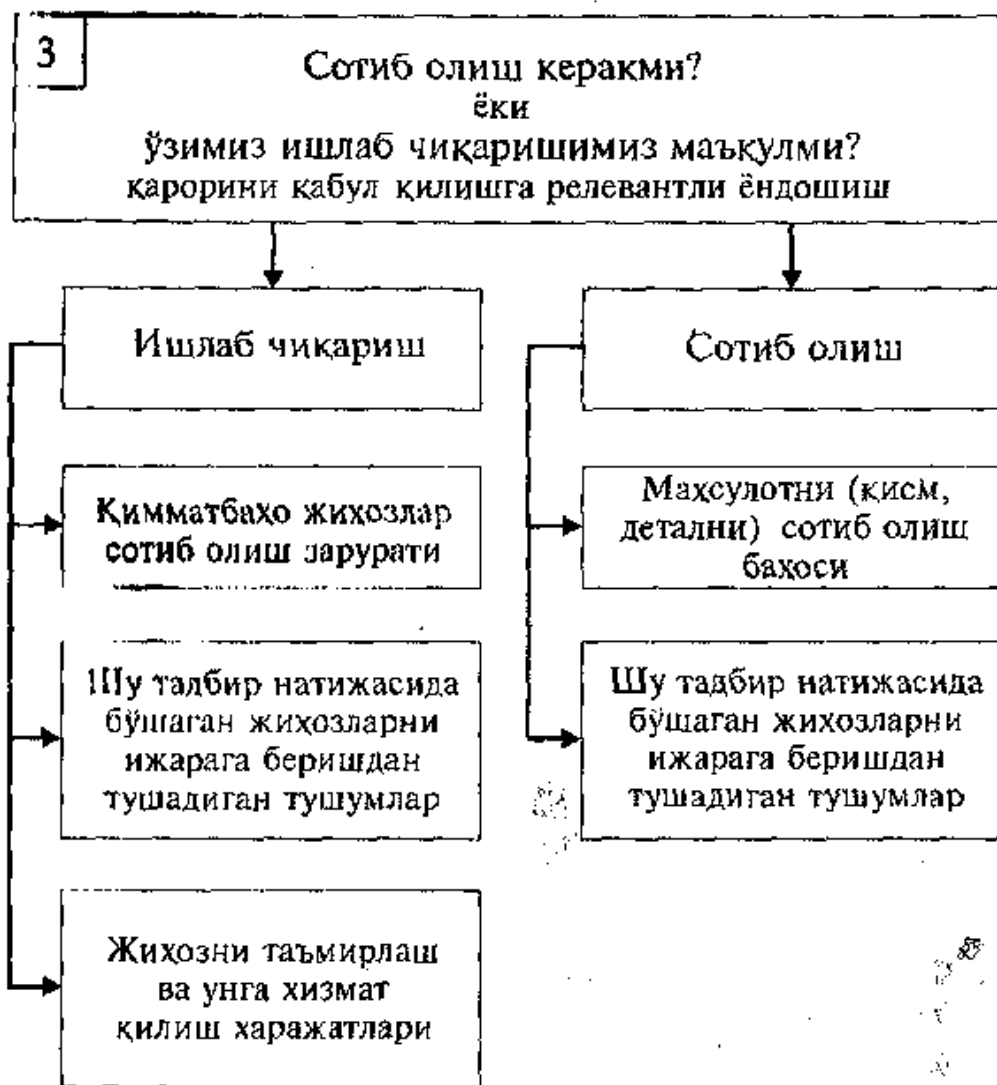 3
Сотиб олиш керакми?
ёки
ўзимиз ишлаб чиқаришимиз маъқулми?
қарорини қабул қилишга релевантли ёндошиш
Ишлаб чиқариш
Қимматбаҳо жиҳозлар
сотиб олиш зарурати
Шу тадбир натижасида
бўшаган жиҳозларни
ижарага беришдан
тушадиган тушумлар
Жиҳозни таъмирлаш
ва унга хизмат
қилиш харажатлари
Сотиб олиш
Маҳсулотни (қисм,
детални) сотиб олиш
баҳоси
Шу тадбир натижасида
бўшаган жиҳозларни
ижарага беришдан
тушадиган тушумлар